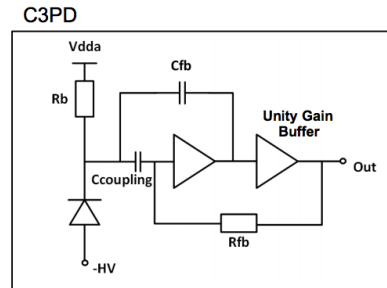 C3PD
Vdda
Cfb
Rb
Unity Gain
Buffer
Ccoupling
Out
Rfb
-HV